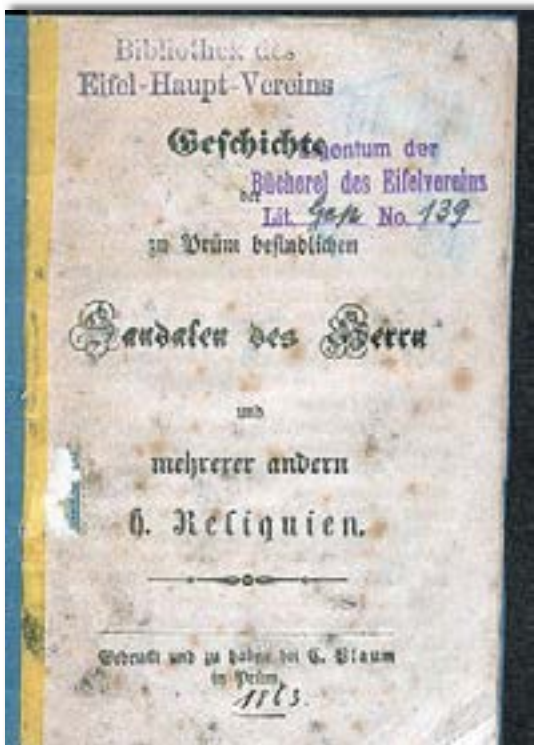 Bibliothek des
Eifel-Haupt-Vereins
Geschichte
Eigentum der
Bücherei des Eifelvereins
der
Lit. Ges No. 139
zu Prüm befindlichen
Sandalen des Herrn
und
mehrerer andern
h. Reliquien.
Gedruckt und zu haben bei C. Plaum
in Prüm.
1863.